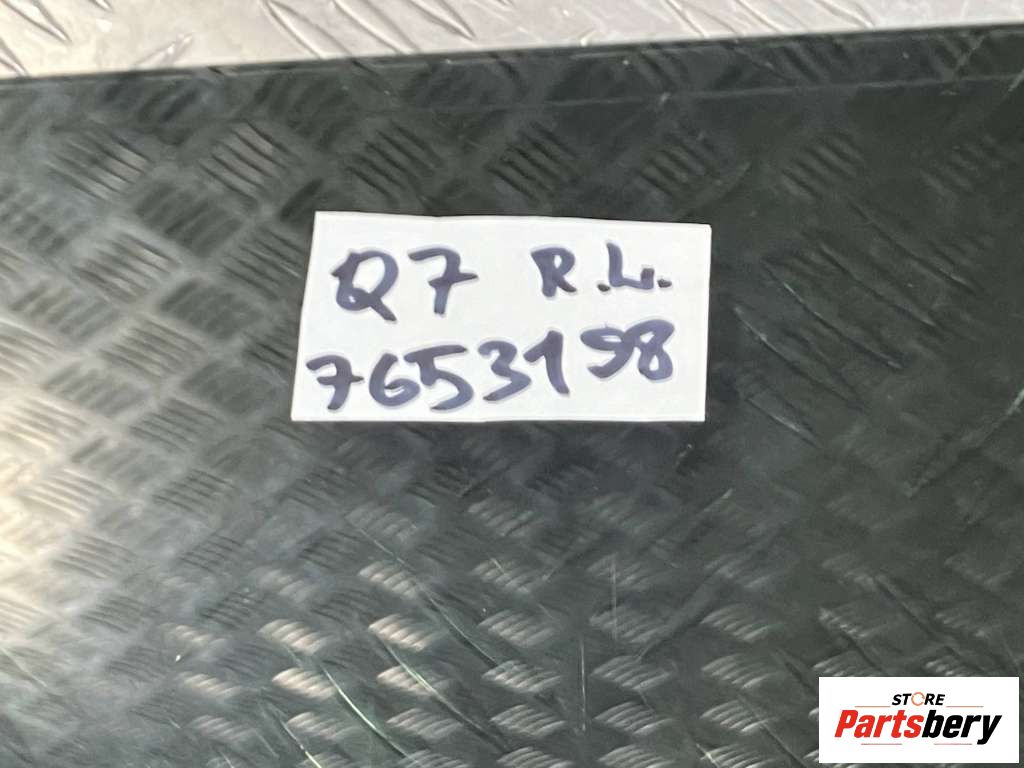 Q7 R.L.
7653198
STORE
Partsbery